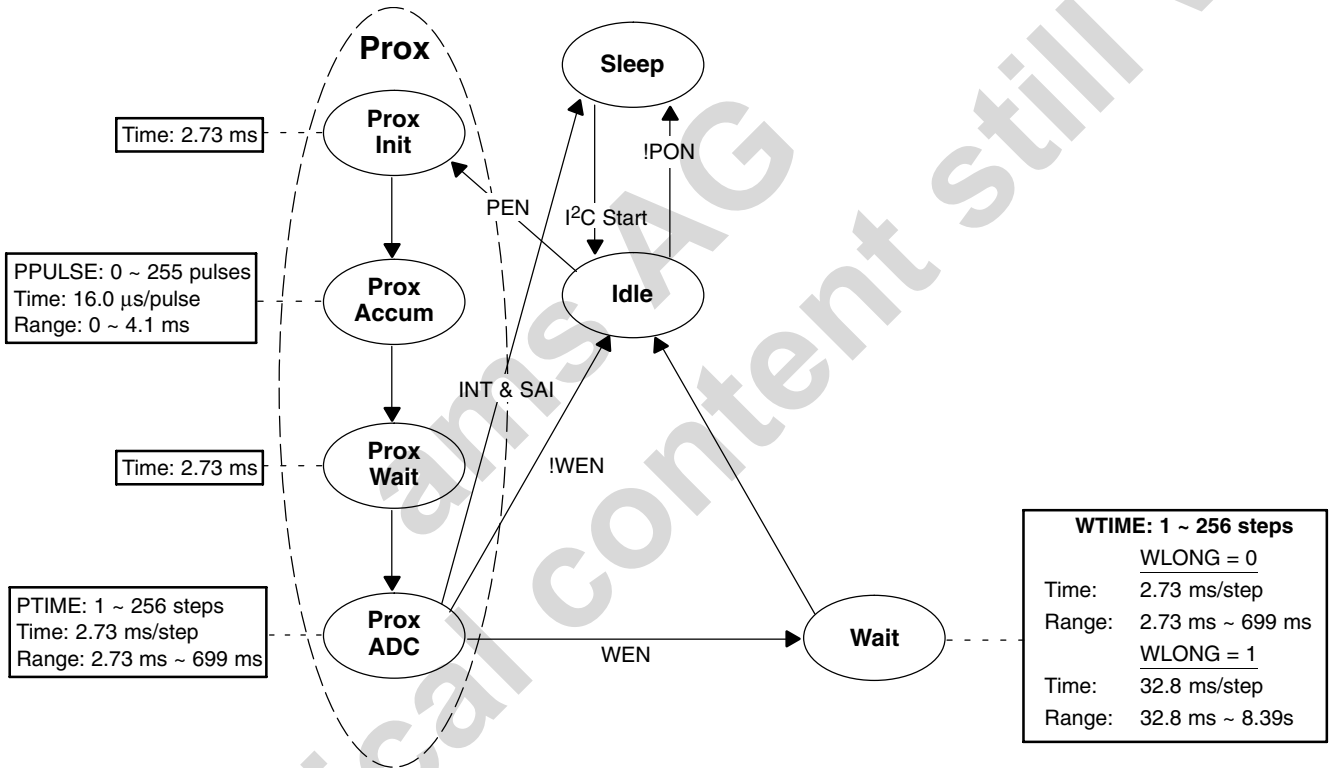 Prox
Sleep
Prox
Init
Time: 2.73 ms
!PON
PEN
I²C Start
PPULSE: 0 ~ 255 pulses
Time: 16.0 μs/pulse
Range: 0 ~ 4.1 ms
Prox
Accum
Idle
INT & SAI
Prox
Wait
Time: 2.73 ms
!WEN
PTIME: 1 ~ 256 steps
Time: 2.73 ms/step
Range: 2.73 ms ~ 699 ms
Prox
ADC
WEN
Wait
WTIME: 1 ~ 256 steps
WLONG = 0
Time: 2.73 ms/step
Range: 2.73 ms ~ 699 ms
WLONG = 1
Time: 32.8 ms/step
Range: 32.8 ms ~ 8.39s
ams AG
content still